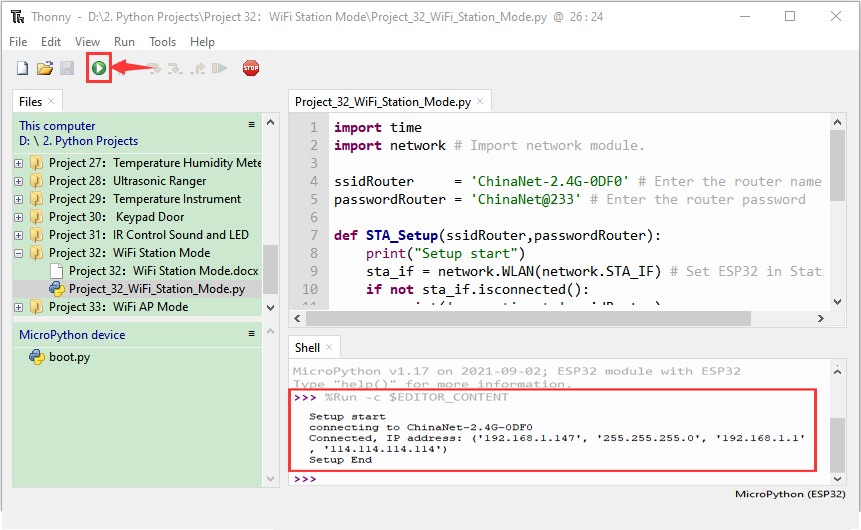 Thonny - D:\2. Python Projects\Project 32: WiFi Station Mode\Project_32_WiFi_Station_Mode.py @ 26 : 24
File Edit View Run Tools Help
STOP
Files ×
This computer
D: \ 2. Python Projects
Project 27: Temperature Humidity Mete
Project 28: Ultrasonic Ranger
Project 29: Temperature Instrument
Project 30: Keypad Door
Project 31: IR Control Sound and LED
Project 32: WiFi Station Mode
Project 32: WiFi Station Mode.docx
Project_32_WiFi_Station_Mode.py
Project 33: WiFi AP Mode
MicroPython device
boot.py
Project_32_WiFi_Station_Mode.py ×
1 import time
2 import network # Import network module.
3
4 ssidRouter = 'ChinaNet-2.4G-0DF0' # Enter the router name
5 passwordRouter = 'ChinaNet@233' # Enter the router password
6
7 def STA_Setup(ssidRouter,passwordRouter):
8 print("Setup start")
9 sta_if = network.WLAN(network.STA_IF) # Set ESP32 in Stat
10 if not sta_if.isconnected():
Shell ×
MicroPython v1.17 on 2021-09-02; ESP32 module with ESP32
Type "help()" for more information.
>>> %Run -c $EDITOR_CONTENT
Setup start
connecting to ChinaNet-2.4G-0DF0
Connected, IP address: ('192.168.1.147', '255.255.255.0', '192.168.1.1'
, '114.114.114.114')
Setup End
>>>
MicroPython (ESP32)